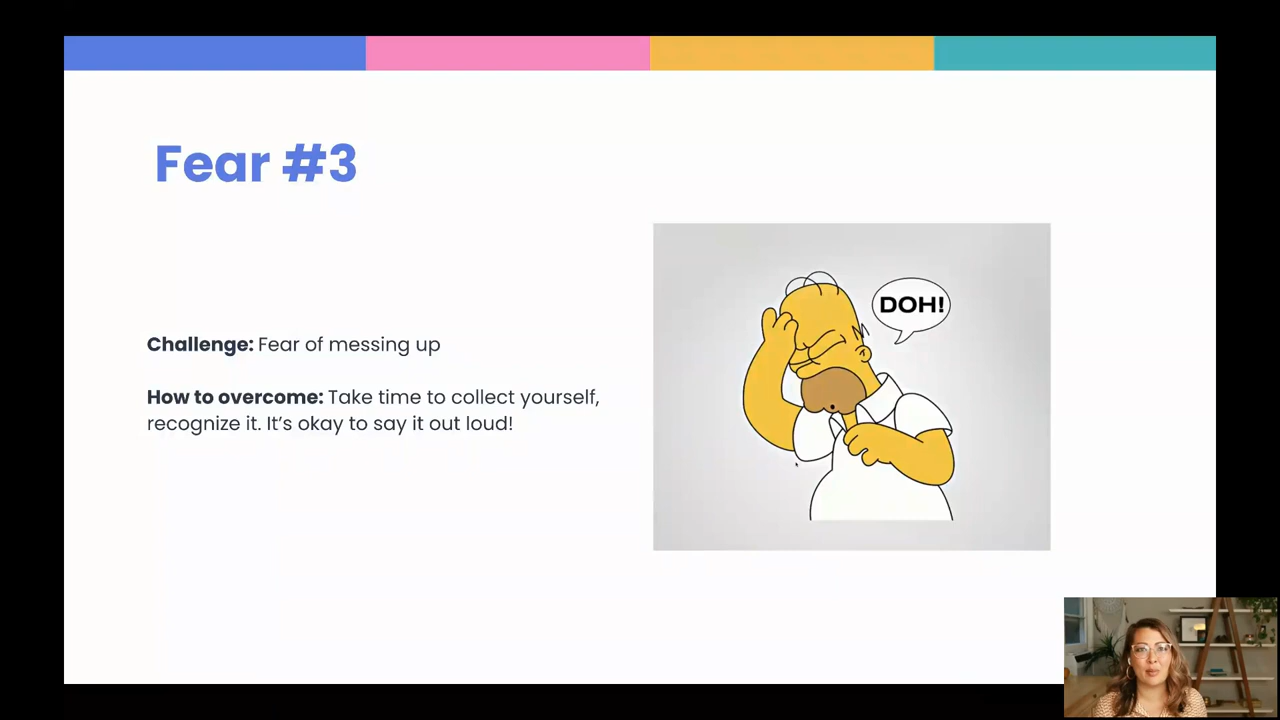 Fear #3
DOH!
Challenge: Fear of messing up
How to overcome: Take time to collect yourself,
recognize it. It’s okay to say it out loud!